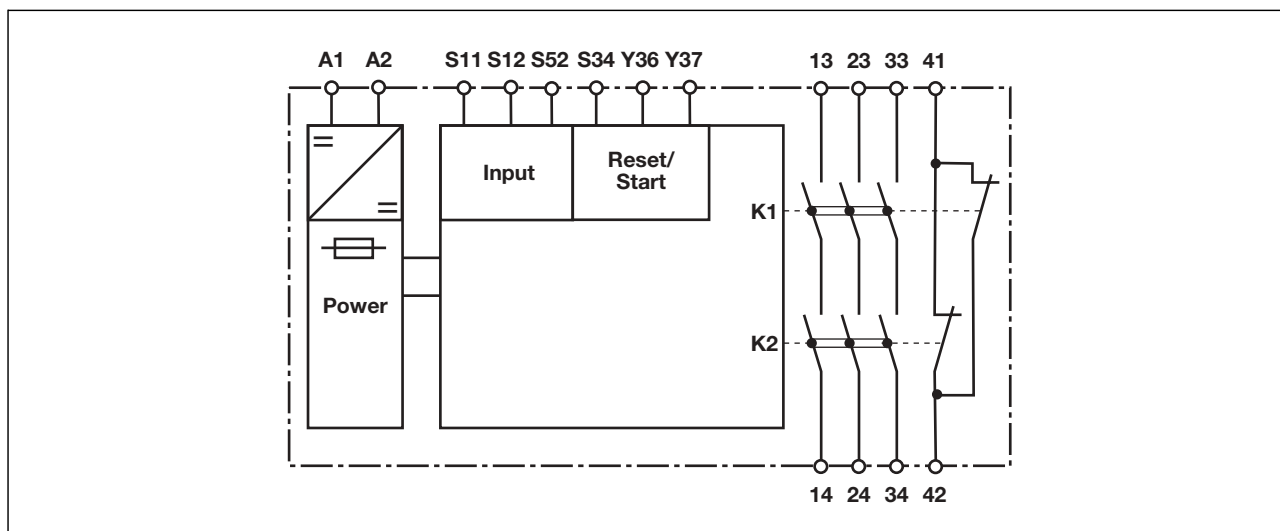 A1 A2 S11 S12 S52 S34 Y36 Y37 13 23 33 41
Input
Reset/
Start
K1
Power
K2
14 24 34 42